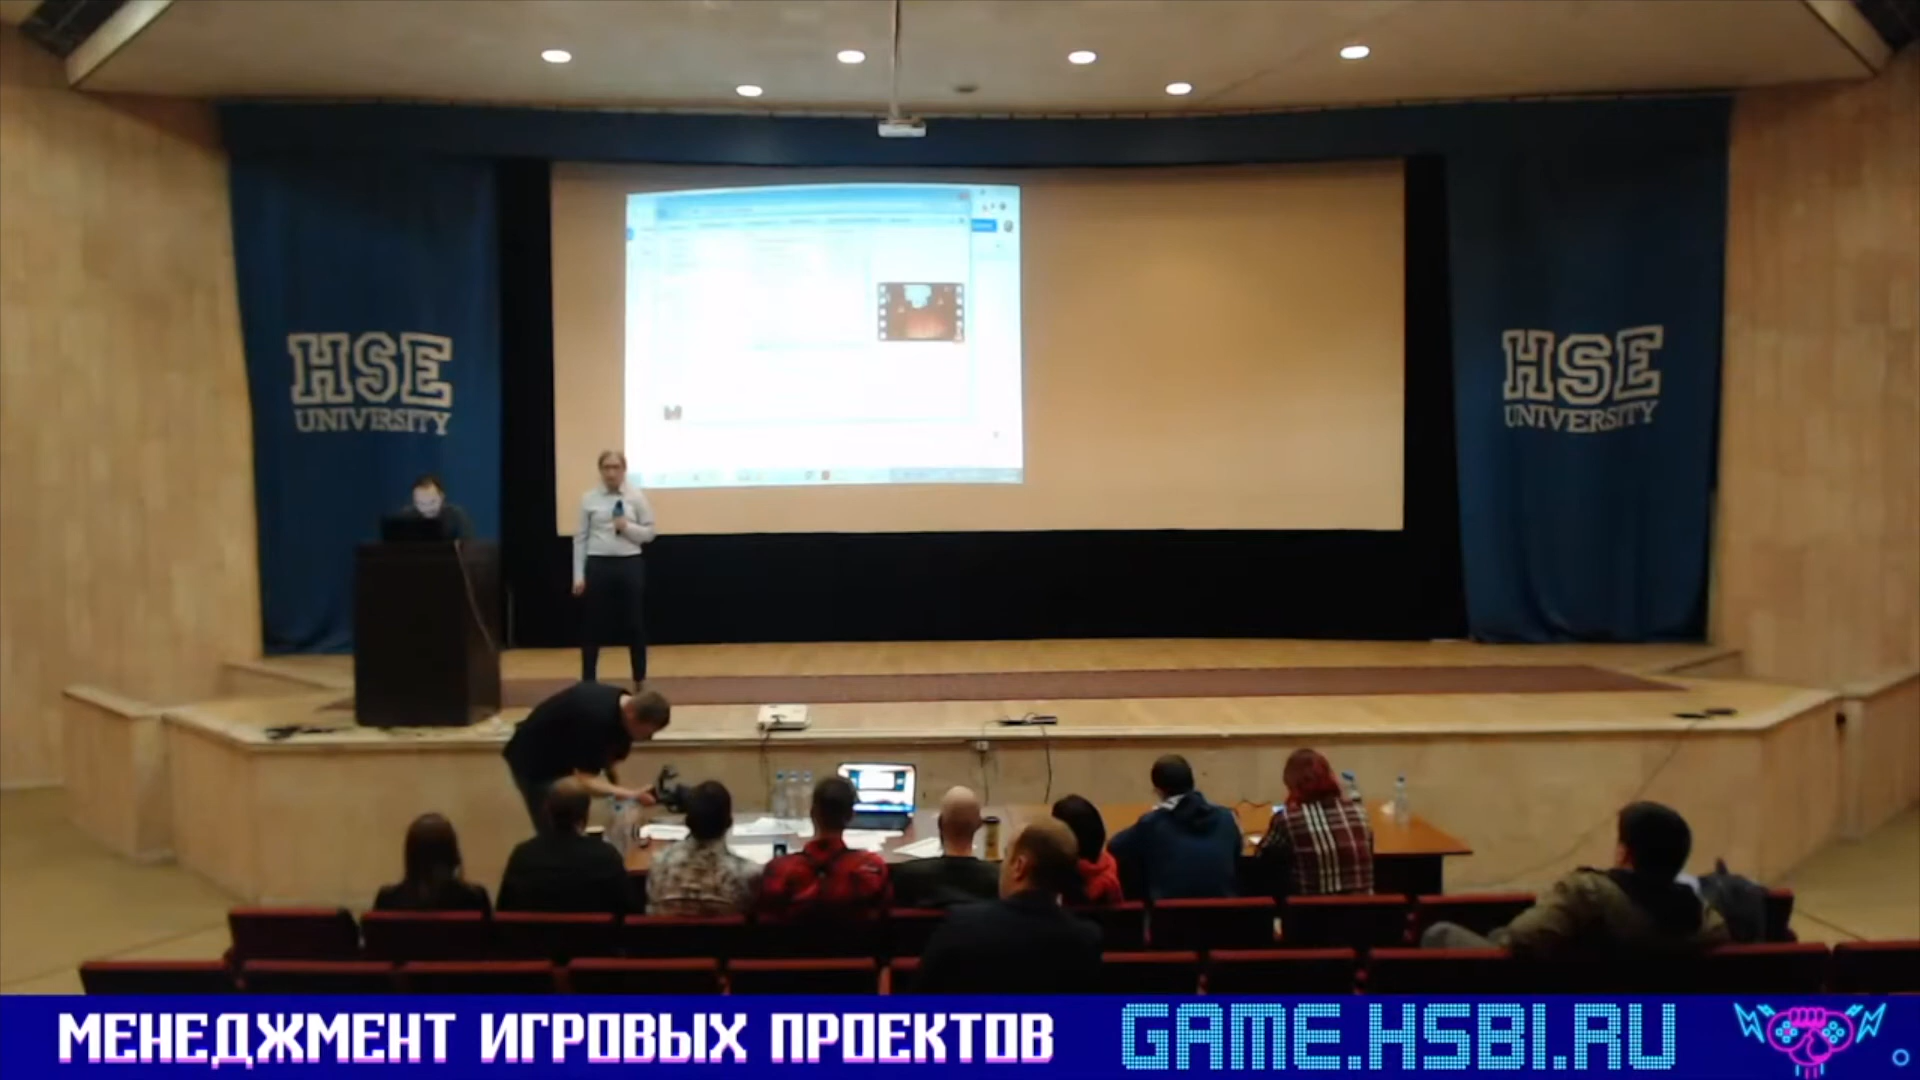 HSE
UNIVERSITY
HSE
UNIVERSITY
МЕНЕДЖМЕНТ ИГРОВЫХ ПРОЕКТОВ
GAME.HSBI.RU